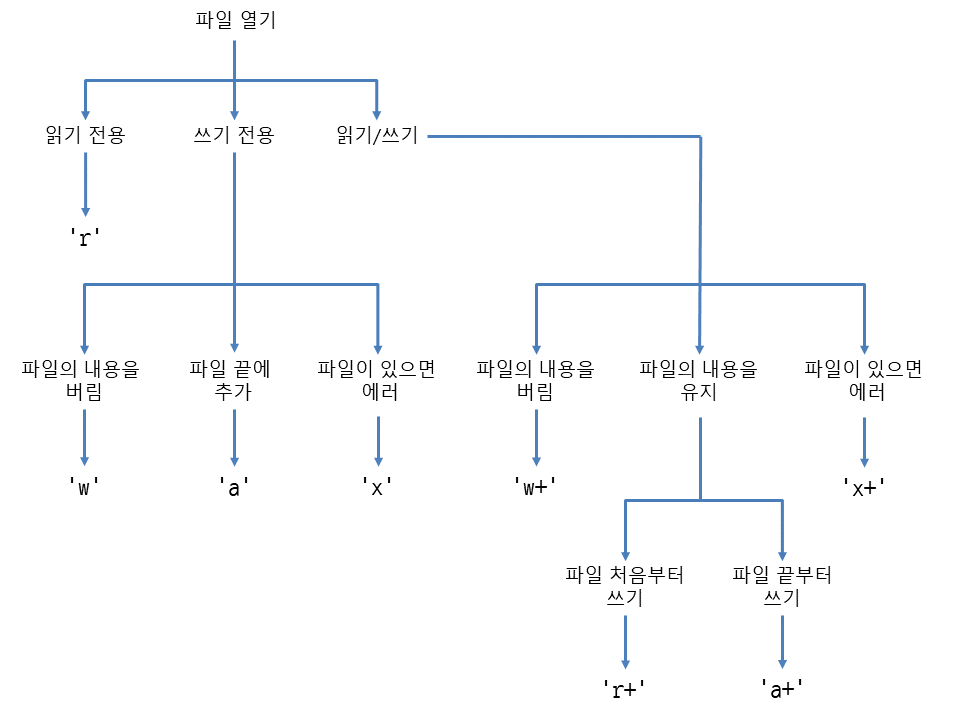 파일 열기
읽기 전용
쓰기 전용
읽기/쓰기
'r'
파일의 내용을
버림
파일 끝에
추가
파일이 있으면
에러
파일의 내용을
버림
파일의 내용을
유지
파일이 있으면
에러
'w'
'a'
'x'
'w+'
'x+'
파일 처음부터
쓰기
파일 끝부터
쓰기
'r+'
'a+'